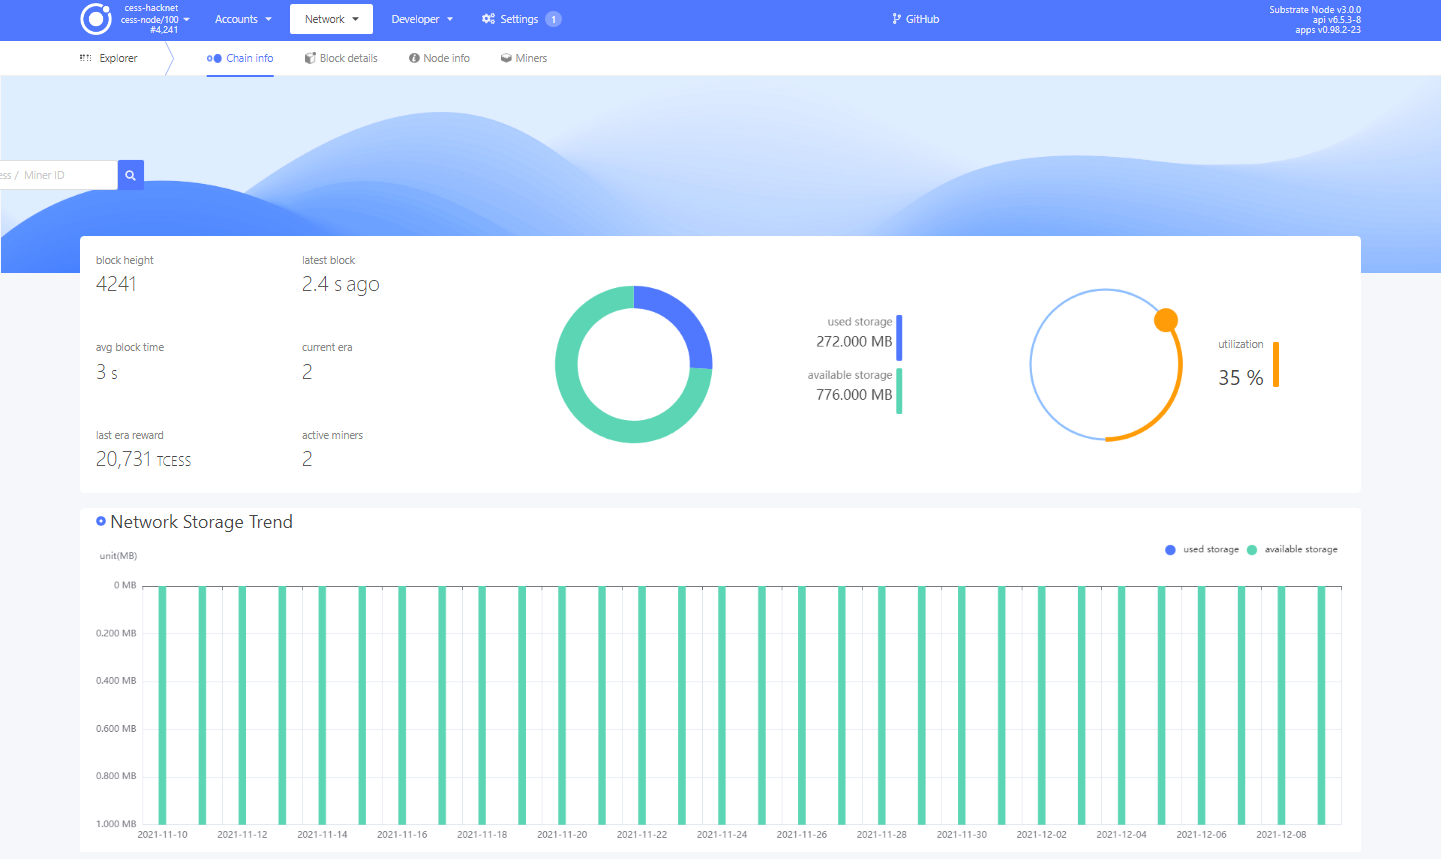 cess-hacknet
cess-node/100
#4,241
Accounts
Network
Developer
Settings 1
GitHub
Substrate Node v3.0.0
api v6.5.3-8
apps v0.98.2-23
Explorer
Chain info
Block details
Node info
Miners
ess / Miner ID
block height
4241
latest block
2.4 s ago
avg block time
3 s
current era
2
last era reward
20,731 TCESS
active miners
2
used storage
272.000 MB
available storage
776.000 MB
utilization
35 %
Network Storage Trend
unit(MB)
used storage
available storage
0 MB
0.200 MB
0.400 MB
0.600 MB
0.800 MB
1.000 MB
2021-11-10
2021-11-12
2021-11-14
2021-11-16
2021-11-18
2021-11-20
2021-11-22
2021-11-24
2021-11-26
2021-11-28
2021-11-30
2021-12-02
2021-12-04
2021-12-06
2021-12-08